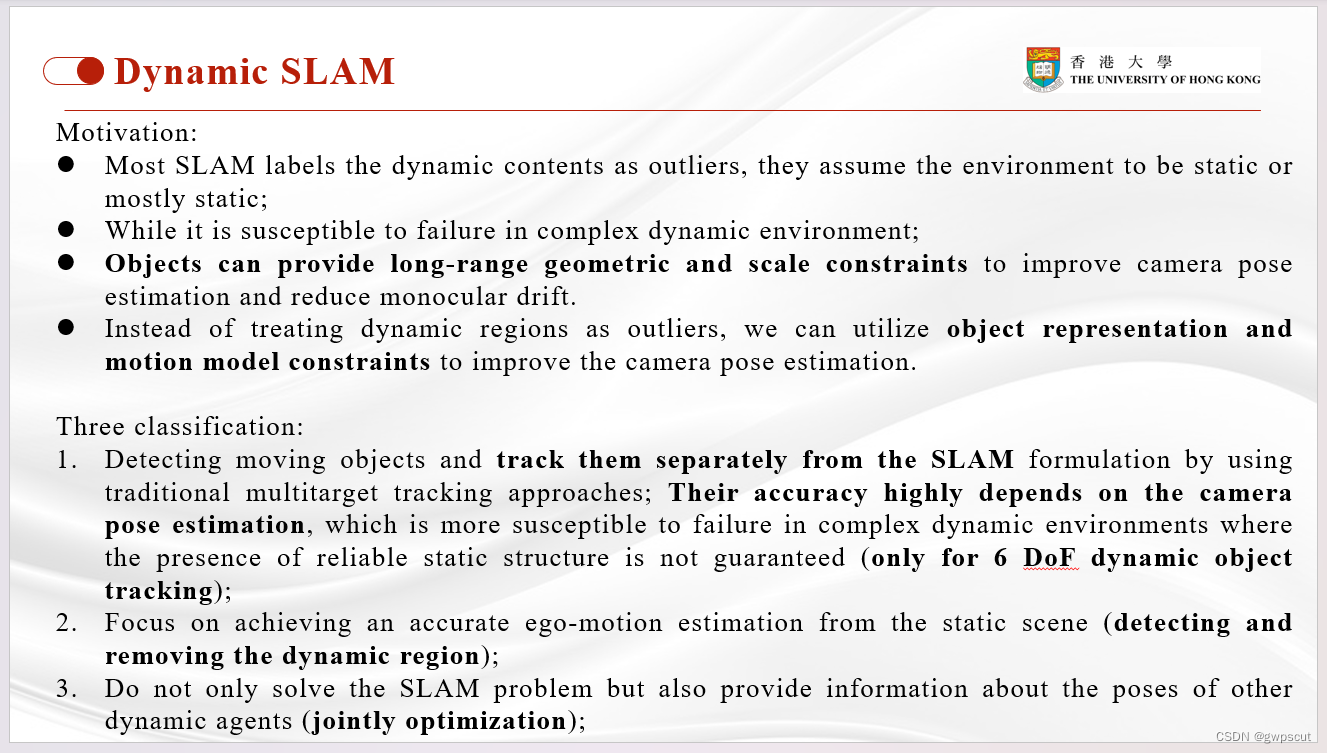 Dynamic SLAM
香 港 大 學
THE UNIVERSITY OF HONG KONG
Motivation:
● Most SLAM labels the dynamic contents as outliers, they assume the environment to be static or
mostly static;
● While it is susceptible to failure in complex dynamic environment;
● Objects can provide long-range geometric and scale constraints to improve camera pose
estimation and reduce monocular drift.
● Instead of treating dynamic regions as outliers, we can utilize object representation and
motion model constraints to improve the camera pose estimation.
Three classification:
1. Detecting moving objects and track them separately from the SLAM formulation by using
traditional multitarget tracking approaches; Their accuracy highly depends on the camera
pose estimation, which is more susceptible to failure in complex dynamic environments where
the presence of reliable static structure is not guaranteed (only for 6 DoF dynamic object
tracking);
2. Focus on achieving an accurate ego-motion estimation from the static scene (detecting and
removing the dynamic region);
3. Do not only solve the SLAM problem but also provide information about the poses of other
dynamic agents (jointly optimization);
CSDN @gwpscut